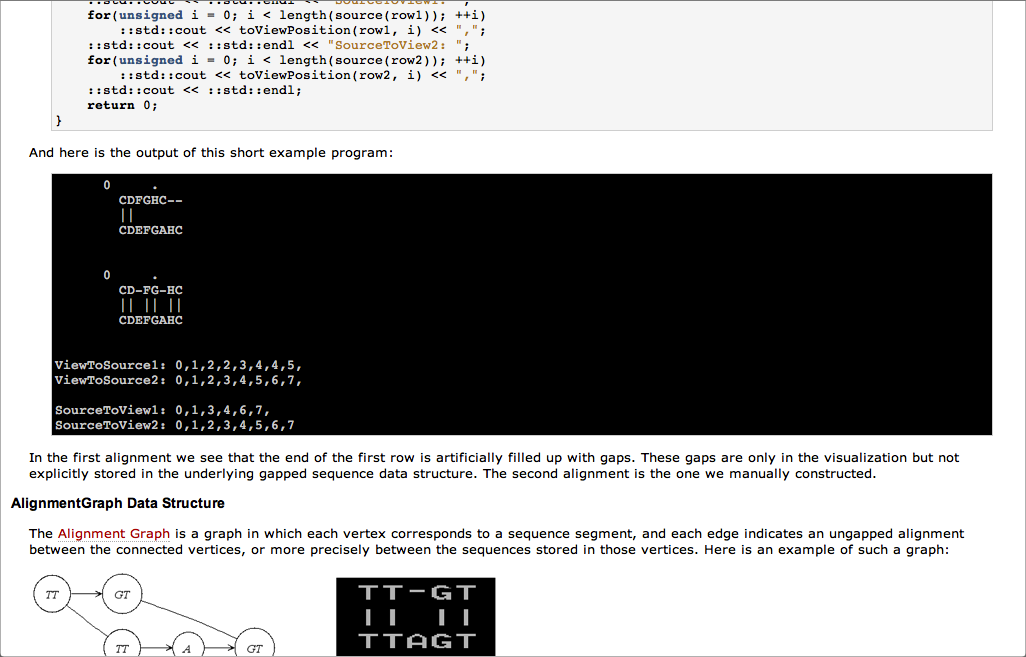 ::std::cout << ::std::endl << "SourceToView1: ";
for(unsigned i = 0; i < length(source(row1)); ++i)
::std::cout << toViewPosition(row1, i) << ",";
::std::cout << ::std::endl << "SourceToView2: ";
for(unsigned i = 0; i < length(source(row2)); ++i)
::std::cout << toViewPosition(row2, i) << ",";
::std::cout << ::std::endl;
return 0;
}
And here is the output of this short example program:
0     .
CDFGHC--
||
CDEFGAHC
0     .
CD-FG-HC
|| || ||
CDEFGAHC
ViewToSource1: 0,1,2,2,3,4,4,5,
ViewToSource2: 0,1,2,3,4,5,6,7,
SourceToView1: 0,1,3,4,6,7,
SourceToView2: 0,1,2,3,4,5,6,7
In the first alignment we see that the end of the first row is artificially filled up with gaps. These gaps are only in the visualization but not
explicitly stored in the underlying gapped sequence data structure. The second alignment is the one we manually constructed.
AlignmentGraph Data Structure
The Alignment Graph is a graph in which each vertex corresponds to a sequence segment, and each edge indicates an ungapped alignment
between the connected vertices, or more precisely between the sequences stored in those vertices. Here is an example of such a graph:
TT GT
TT A GT
TT-GT
|| ||
TTAGT